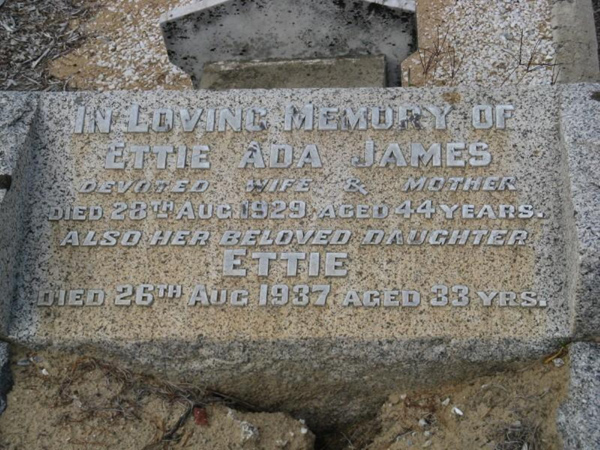 IN LOVING MEMORY OF
ETTIE ADA JAMES
DEVOTED WIFE & MOTHER
DIED 28TH AUG. 1929, AGED 44 YEARS.
ALSO HER BELOVED DAUGHTER
ETTIE
DIED 26TH AUG 1937 AGED 33 YRS.